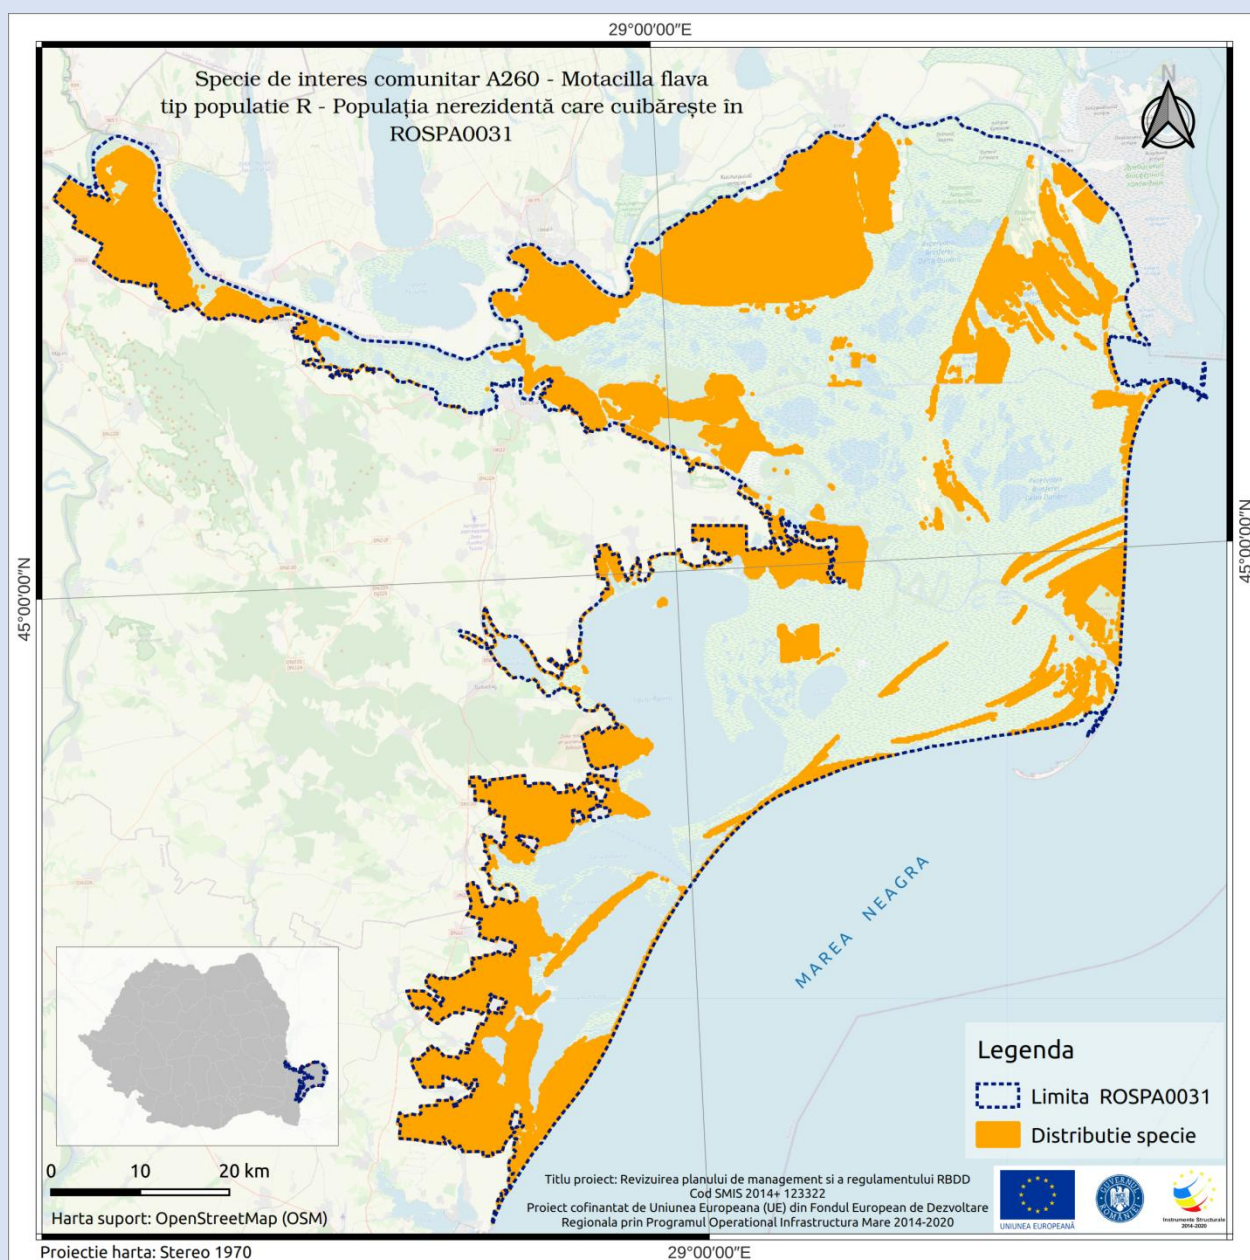 29°00′00″E
Specie de interes comunitar A260 - Motacilla flava
tip populatie R - Populația nerezidentă care cuibărește în
ROSPA0031
N
45°00′00″N
45°00′00″N
MAREA NEAGRA
Legenda
Limita ROSPA0031
Distributie specie
0 10 20 km
Harta suport: OpenStreetMap (OSM)
Titlu proiect: Revizuirea planului de management si a regulamentului RBDD
Cod SMIS 2014+ 123322
Proiect cofinantat de Uniunea Europeana (UE) din Fondul European de Dezvoltare
Regionala prin Programul Operational Infrastructura Mare 2014-2020
UNIUNEA EUROPEANĂ
GUVERNUL ROMÂNIEI
Instrumente Structurale
2014-2020
Proiectie harta: Stereo 1970
29°00′00″E